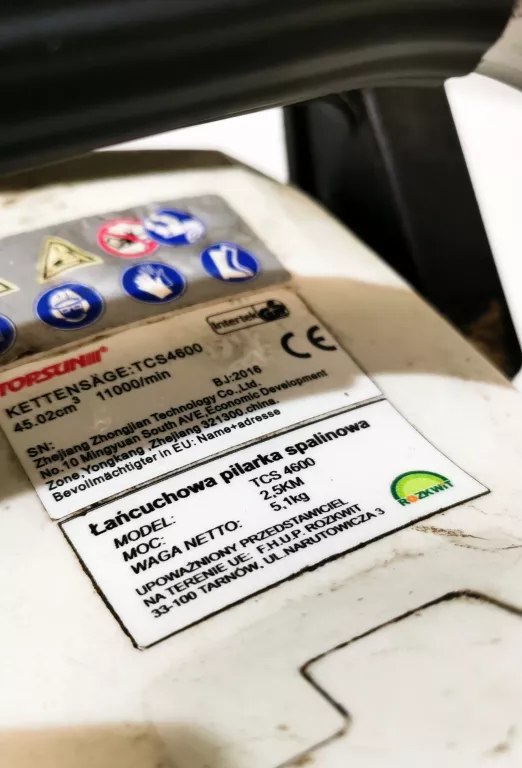 TOPSUN
KETTENSÄGE:TCS4600
45.02cm³ 11000/min
Intertek GS
CE
SN: BJ:2016
Zhejiang Zhongjian Technology Co.,Ltd.
No.10 Mingyuan South AVE,Economic Development
Zone,Yongkang,Zhejiang 321300.china.
Bevollmächtigter in EU: Name+adresse
Łańcuchowa pilarka spalinowa
MODEL: TCS 4600
MOC: 2,5KM
WAGA NETTO: 5,1kg
UPOWAŻNIONY PRZEDSTAWICIEL
NA TERENIE UE: F.H.U.P. ROZKWIT
33-100 TARNÓW, UL.NARUTOWICZA 3
ROZKWIT